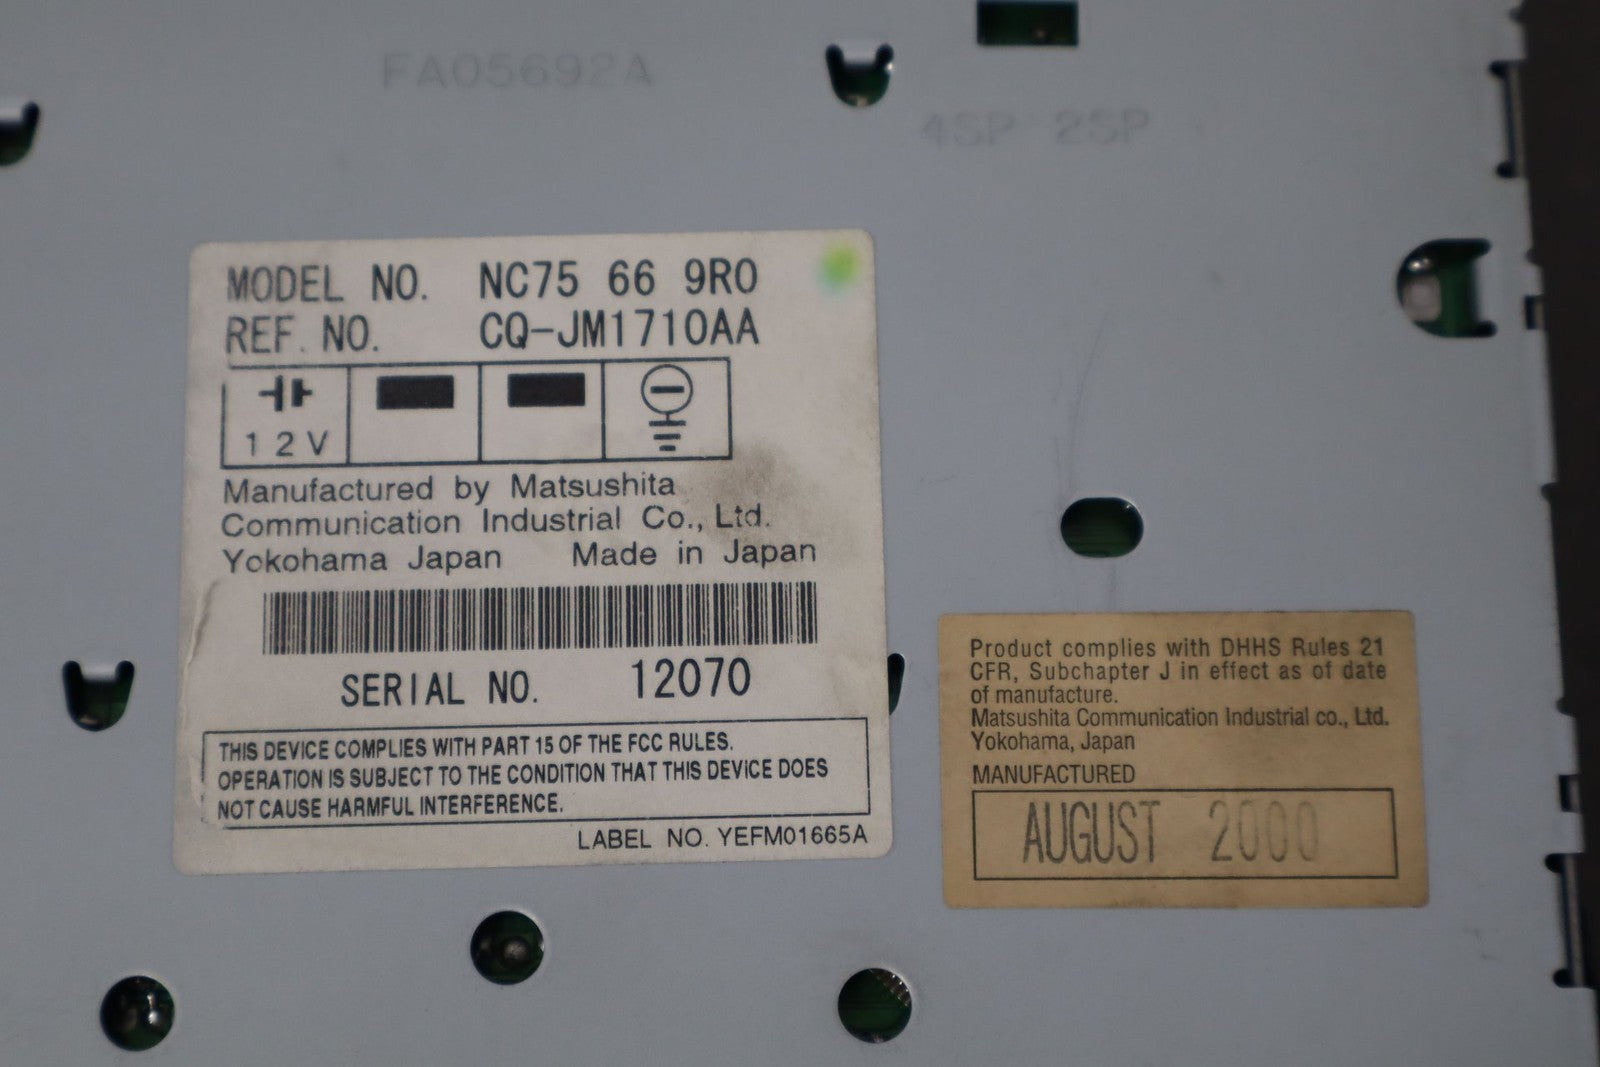 FA05692A
4SP 2SP
MODEL NO. NC75 66 9R0
REF. NO. CQ-JM1710AA
12V
Manufactured by Matsushita
Communication Industrial Co., Ltd.
Yokohama Japan Made in Japan
SERIAL NO. 12070
THIS DEVICE COMPLIES WITH PART 15 OF THE FCC RULES.
OPERATION IS SUBJECT TO THE CONDITION THAT THIS DEVICE DOES
NOT CAUSE HARMFUL INTERFERENCE.
LABEL NO. YEFM01665A
Product complies with DHHS Rules 21
CFR, Subchapter J in effect as of date
of manufacture.
Matsushita Communication Industrial co., Ltd.
Yokohama, Japan
MANUFACTURED
AUGUST 2000